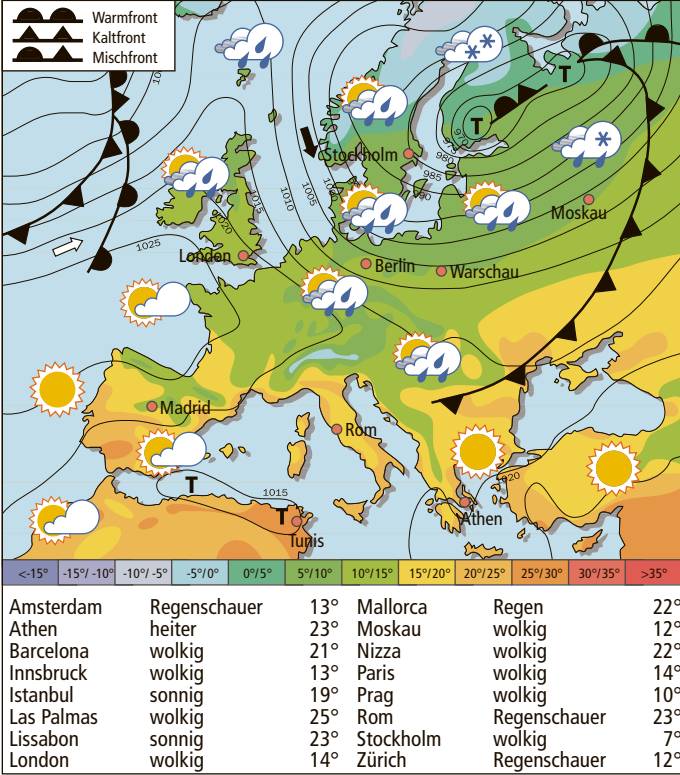 Warmfront
Kaltfront
Mischfront
T
T
970
975
980
985
990
Stockholm
1005
1010
1015
1020
1025
Moskau
London
Berlin
Warschau
Madrid
Rom
T
1015
T
Tunis
Athen
<-15° -15°/ -10° -10°/ -5° -5°/0° 0°/5° 5°/10° 10°/15° 15°/20° 20°/25° 25°/30° 30°/35° >35°
Amsterdam Regenschauer 13° Mallorca Regen 22°
Athen heiter 23° Moskau wolkig 12°
Barcelona wolkig 21° Nizza wolkig 22°
Innsbruck wolkig 13° Paris wolkig 14°
Istanbul sonnig 19° Prag wolkig 10°
Las Palmas wolkig 25° Rom Regenschauer 23°
Lissabon sonnig 23° Stockholm wolkig 7°
London wolkig 14° Zürich Regenschauer 12°